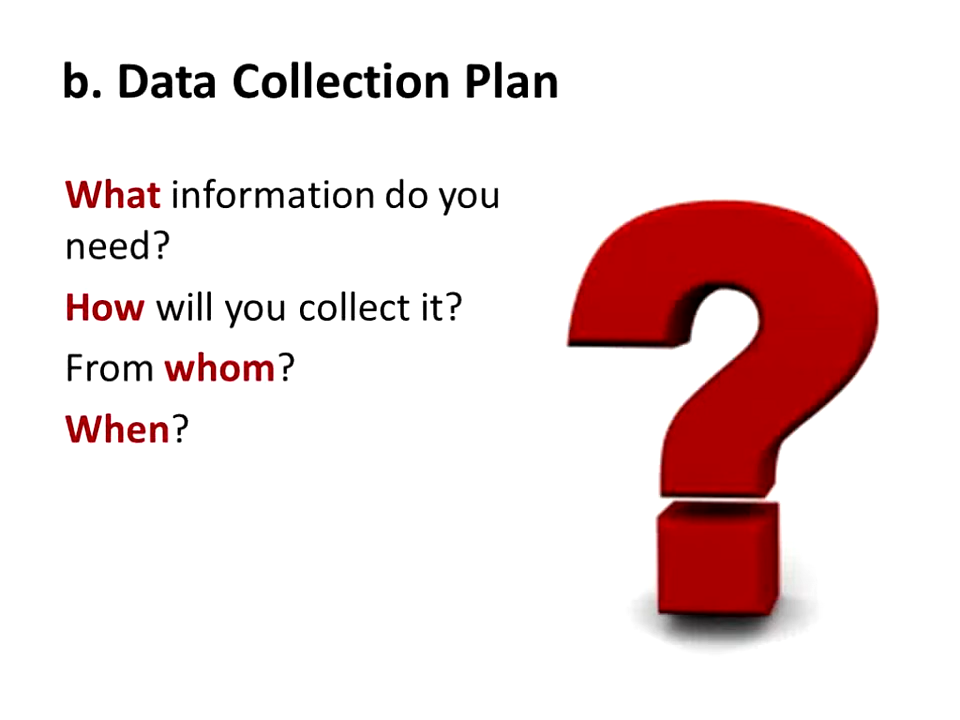 b. Data Collection Plan
What information do you
need?
How will you collect it?
From whom?
When?